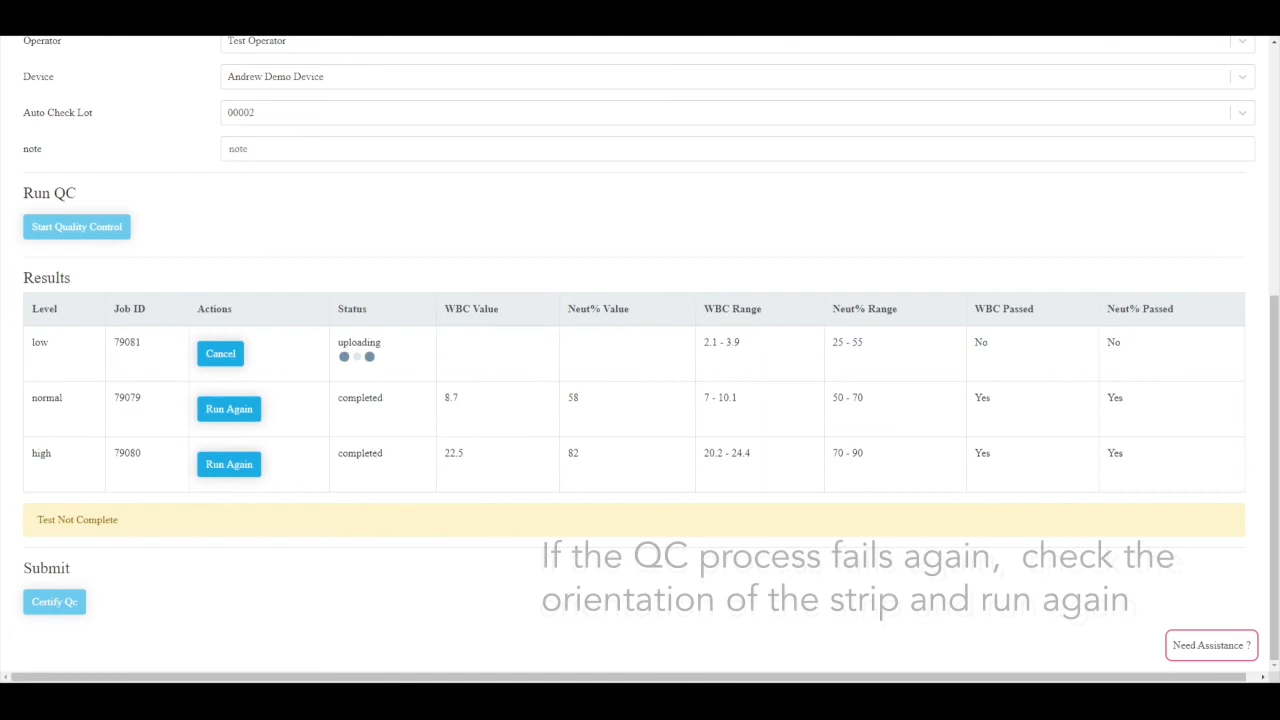 Operator Test Operator
Device Andrew Demo Device
Auto Check Lot 00002
note note
Run QC
Start Quality Control
Results
Level Job ID Actions Status WBC Value Neut% Value WBC Range Neut% Range WBC Passed Neut% Passed
low 79081 Cancel uploading 2.1 - 3.9 25 - 55 No No
normal 79079 Run Again completed 8.7 58 7 - 10.1 50 - 70 Yes Yes
high 79080 Run Again completed 22.5 82 20.2 - 24.4 70 - 90 Yes Yes
Test Not Complete
If the QC process fails again, check the
orientation of the strip and run again
Submit
Certify Qc
Need Assistance ?